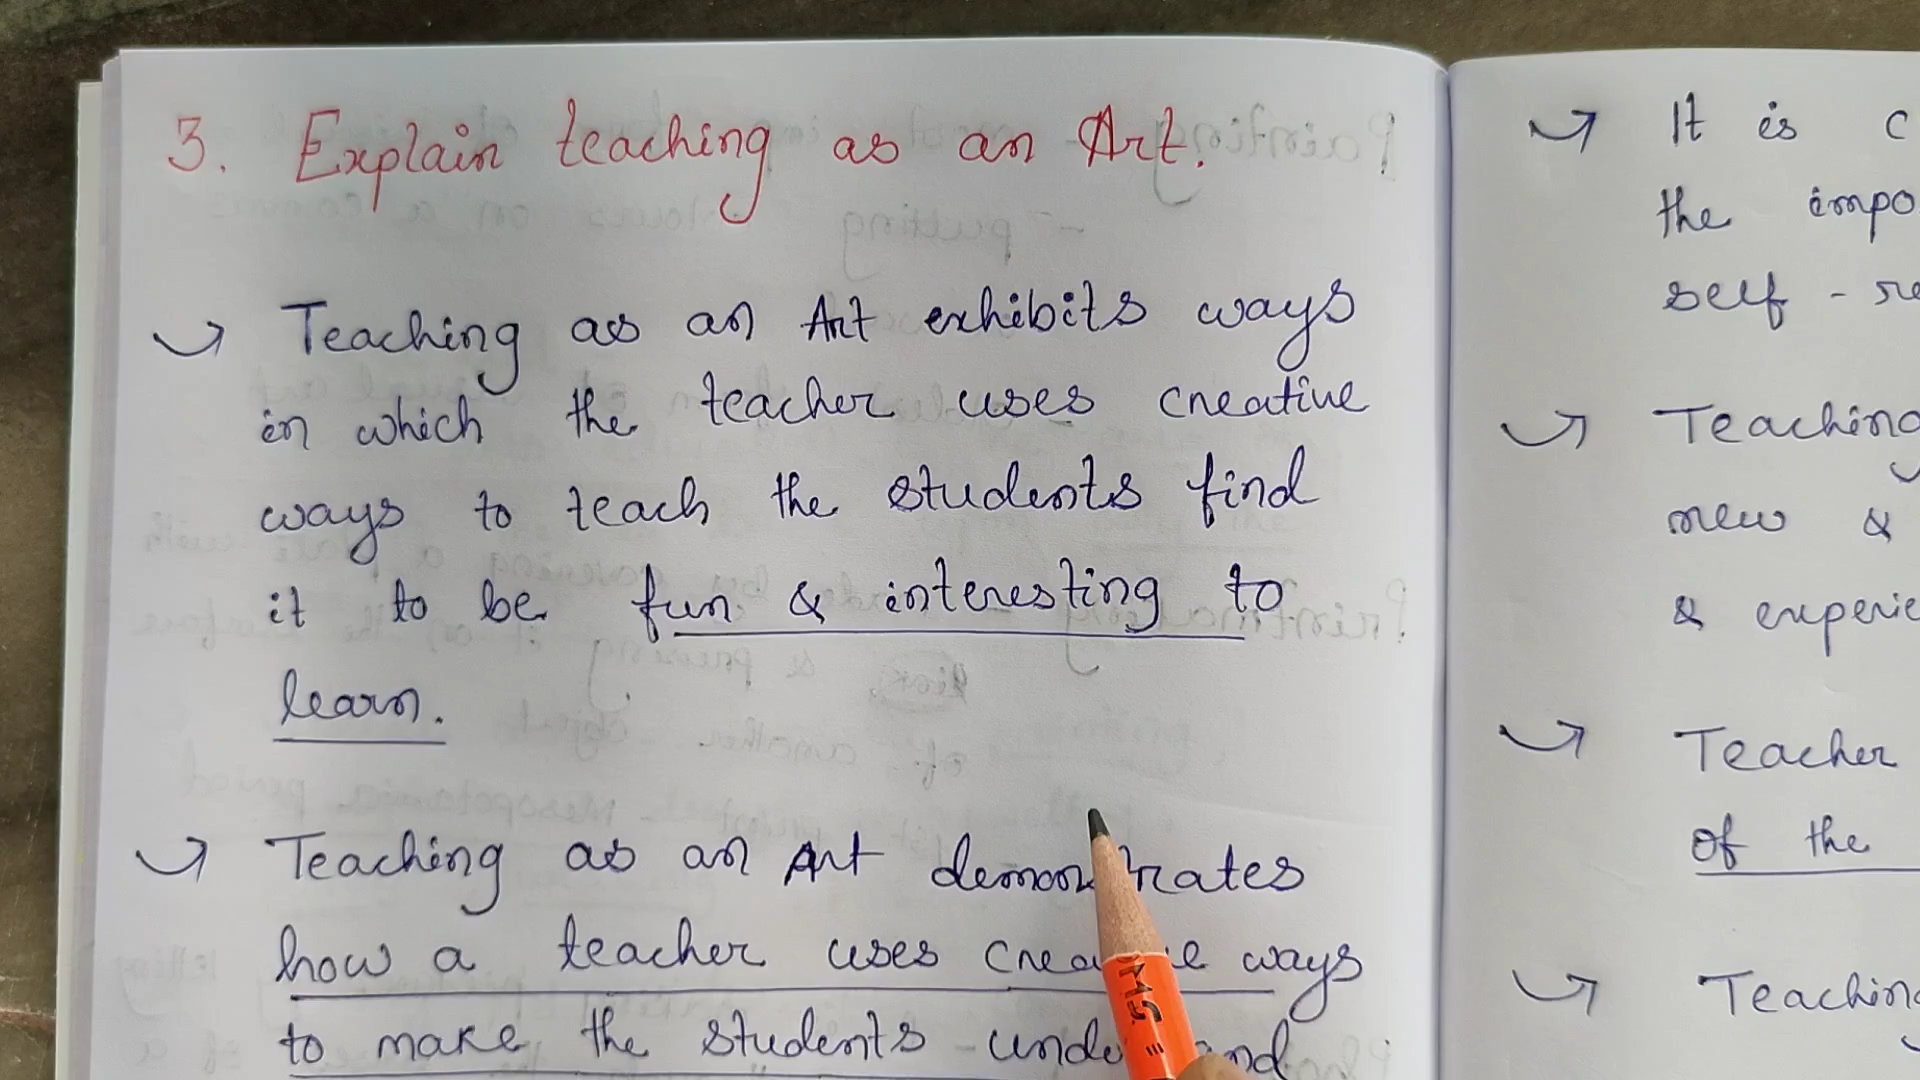 3. Explain teaching as an Art.
Teaching as an Art exhibits ways
in which the teacher uses creative
ways to teach the students find
it to be fun & interesting to
learn.
Teaching as an Art demonstrates
how a teacher uses creative ways
to make the students understand
It is
the
self -
Teaching
new &
&
Teacher
of the
Teaching